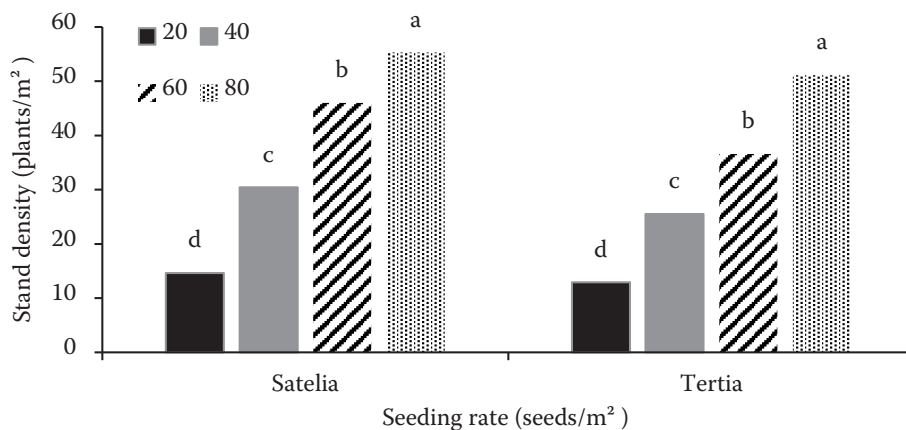 60
50
40
30
20
10
0
Stand density (plants/m²)
20 40
60 80
d
c
b
a
d
c
b
a
Satelia Tertia
Seeding rate (seeds/m² )